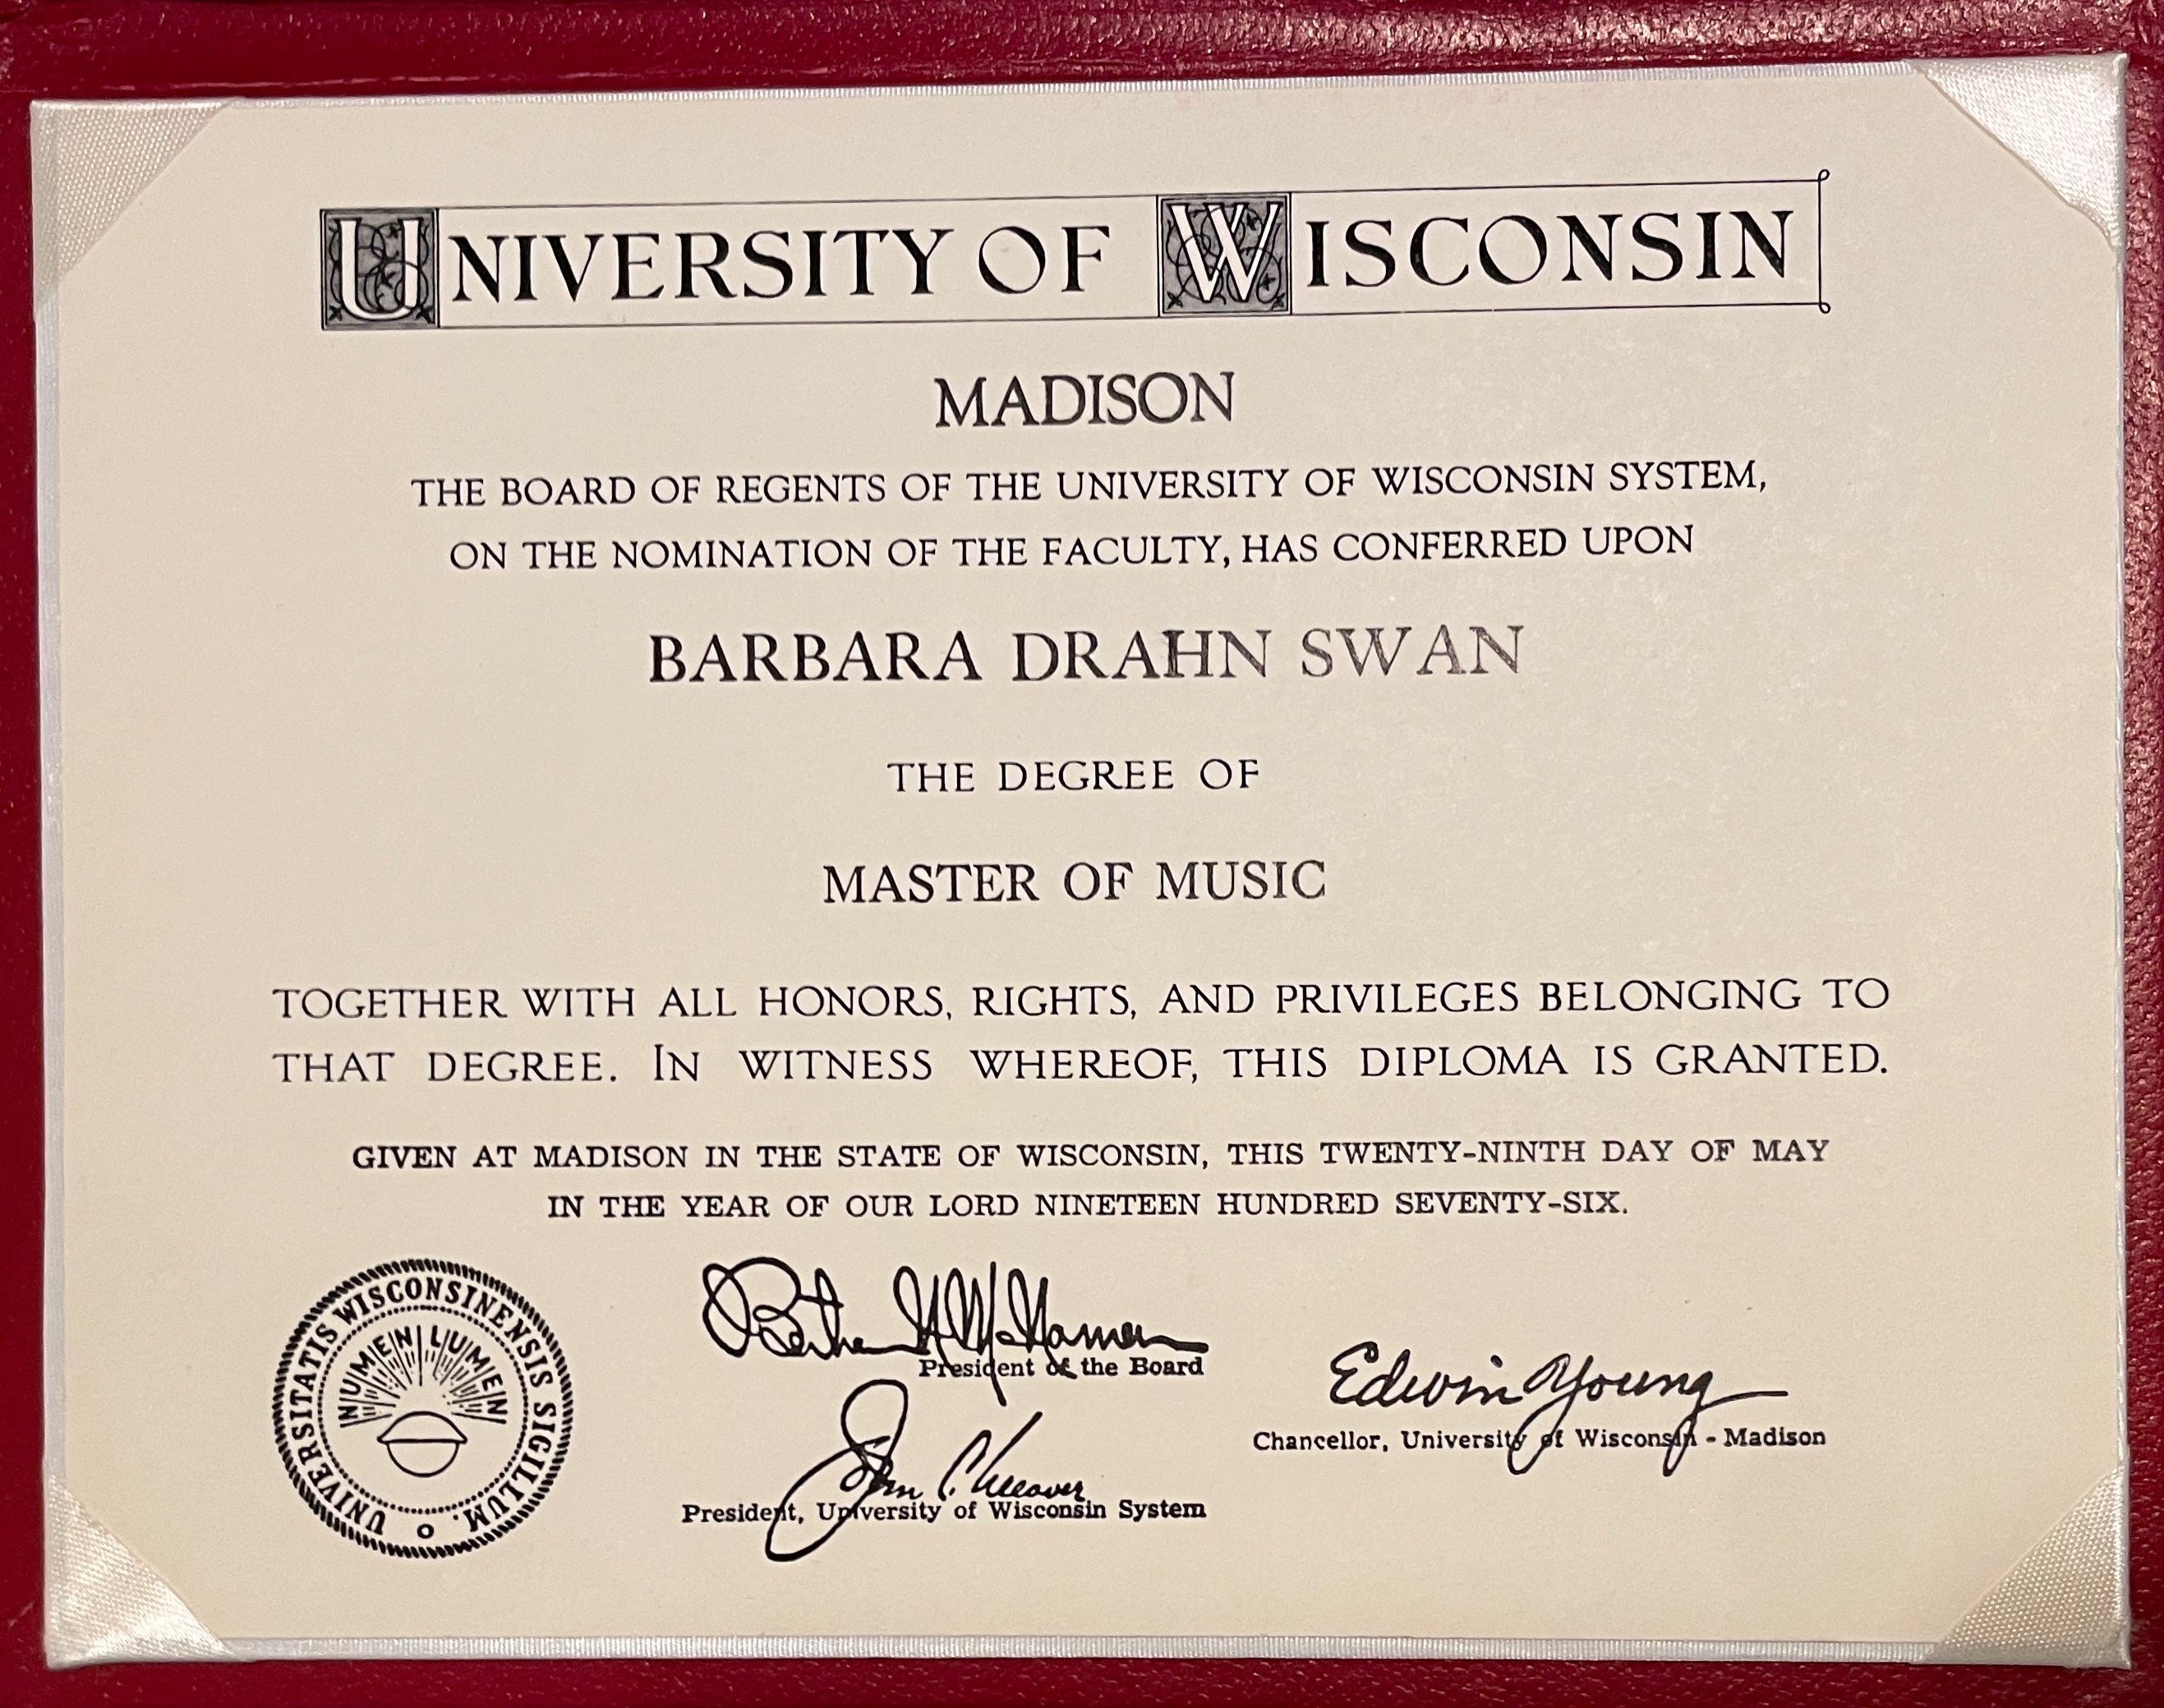 UNIVERSITY OF WISCONSIN
MADISON
THE BOARD OF REGENTS OF THE UNIVERSITY OF WISCONSIN SYSTEM,
ON THE NOMINATION OF THE FACULTY, HAS CONFERRED UPON
BARBARA DRAHN SWAN
THE DEGREE OF
MASTER OF MUSIC
TOGETHER WITH ALL HONORS, RIGHTS, AND PRIVILEGES BELONGING TO
THAT DEGREE. IN WITNESS WHEREOF, THIS DIPLOMA IS GRANTED.
GIVEN AT MADISON IN THE STATE OF WISCONSIN, THIS TWENTY-NINTH DAY OF MAY
IN THE YEAR OF OUR LORD NINETEEN HUNDRED SEVENTY-SIX.
UNIVERSITATIS WISCONSINENSIS SIGILLUM.
NUMEN LUMEN
President of the Board
John C. Weaver
President, University of Wisconsin System
Edwin Young
Chancellor, University of Wisconsin - Madison